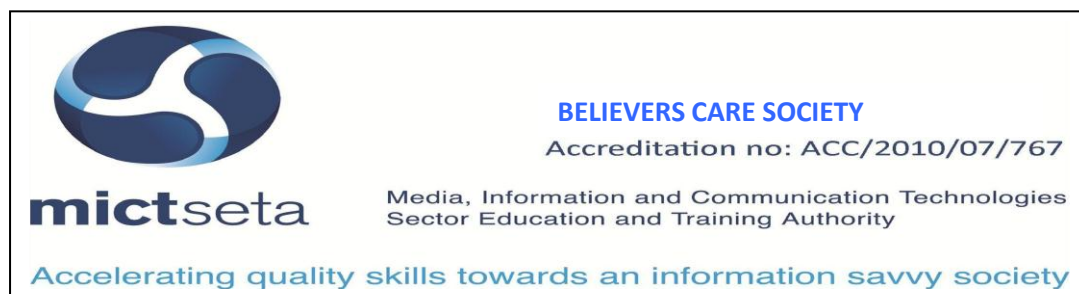 BELIEVERS CARE SOCIETY
Accreditation no: ACC/2010/07/767
mictseta
Media, Information and Communication Technologies
Sector Education and Training Authority
Accelerating quality skills towards an information savvy society